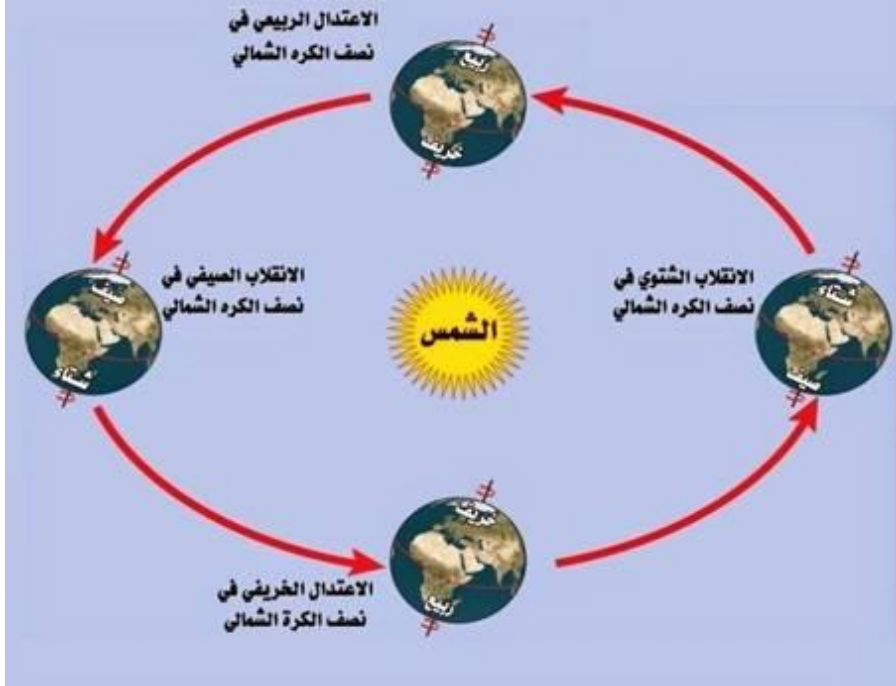 الاعتدال الربيعي في
نصف الكره الشمالي
ربيع
خريف
الانقلاب الشتوي في
نصف الكره الشمالي
شتاء
صيف
الشمس
الانقلاب الصيفي في
نصف الكره الشمالي
صيف
شتاء
خريف
ربيع
الاعتدال الخريفي في
نصف الكرة الشمالي